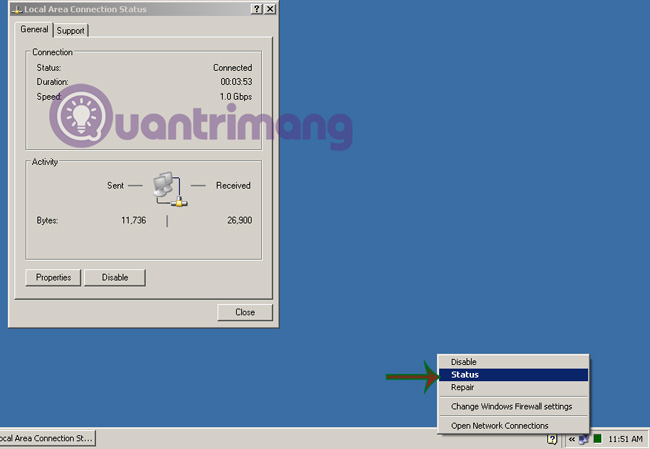 Local Area Connection Status
General
Support
Connection
Status: Connected
Duration: 00:03:53
Speed: 1.0 Gbps
Quantrimang
Activity
Sent — — Received
Bytes: 11,736 | 26,900
Properties
Disable
Close
Disable
Status
Repair
Change Windows Firewall settings
Open Network Connections
ocal Area Connection St...
« 11:51 AM